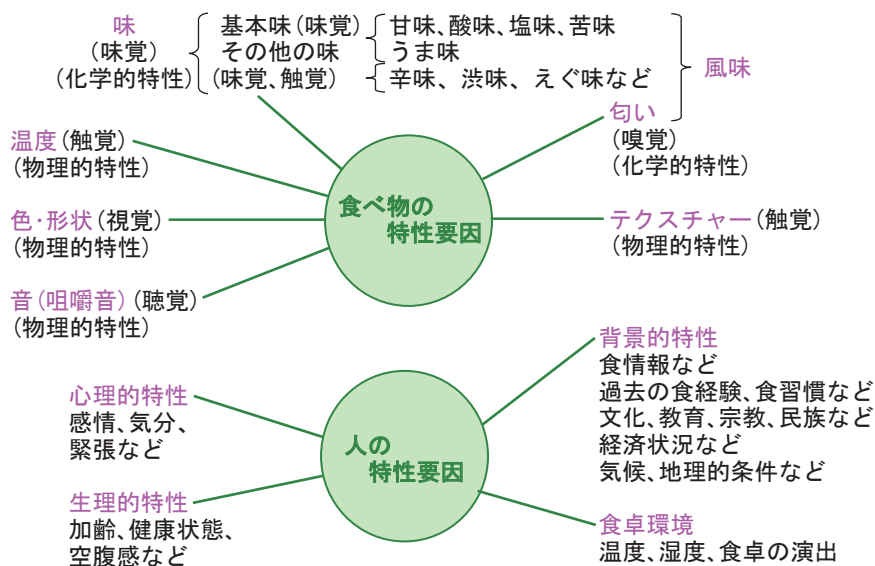 味
(味覚)
(化学的特性)
基本味(味覚)
その他の味
(味覚、触覚)
甘味、酸味、塩味、苦味
うま味
辛味、渋味、えぐ味など
風味
匂い
(嗅覚)
(化学的特性)
温度(触覚)
(物理的特性)
色・形状(視覚)
(物理的特性)
音(咀嚼音)(聴覚)
(物理的特性)
食べ物の
特性要因
テクスチャー(触覚)
(物理的特性)
心理的特性
感情、気分、
緊張など
生理的特性
加齢、健康状態、
空腹感など
人の
特性要因
背景的特性
食情報など
過去の食経験、食習慣など
文化、教育、宗教、民族など
経済状況など
気候、地理的条件など
食卓環境
温度、湿度、食卓の演出